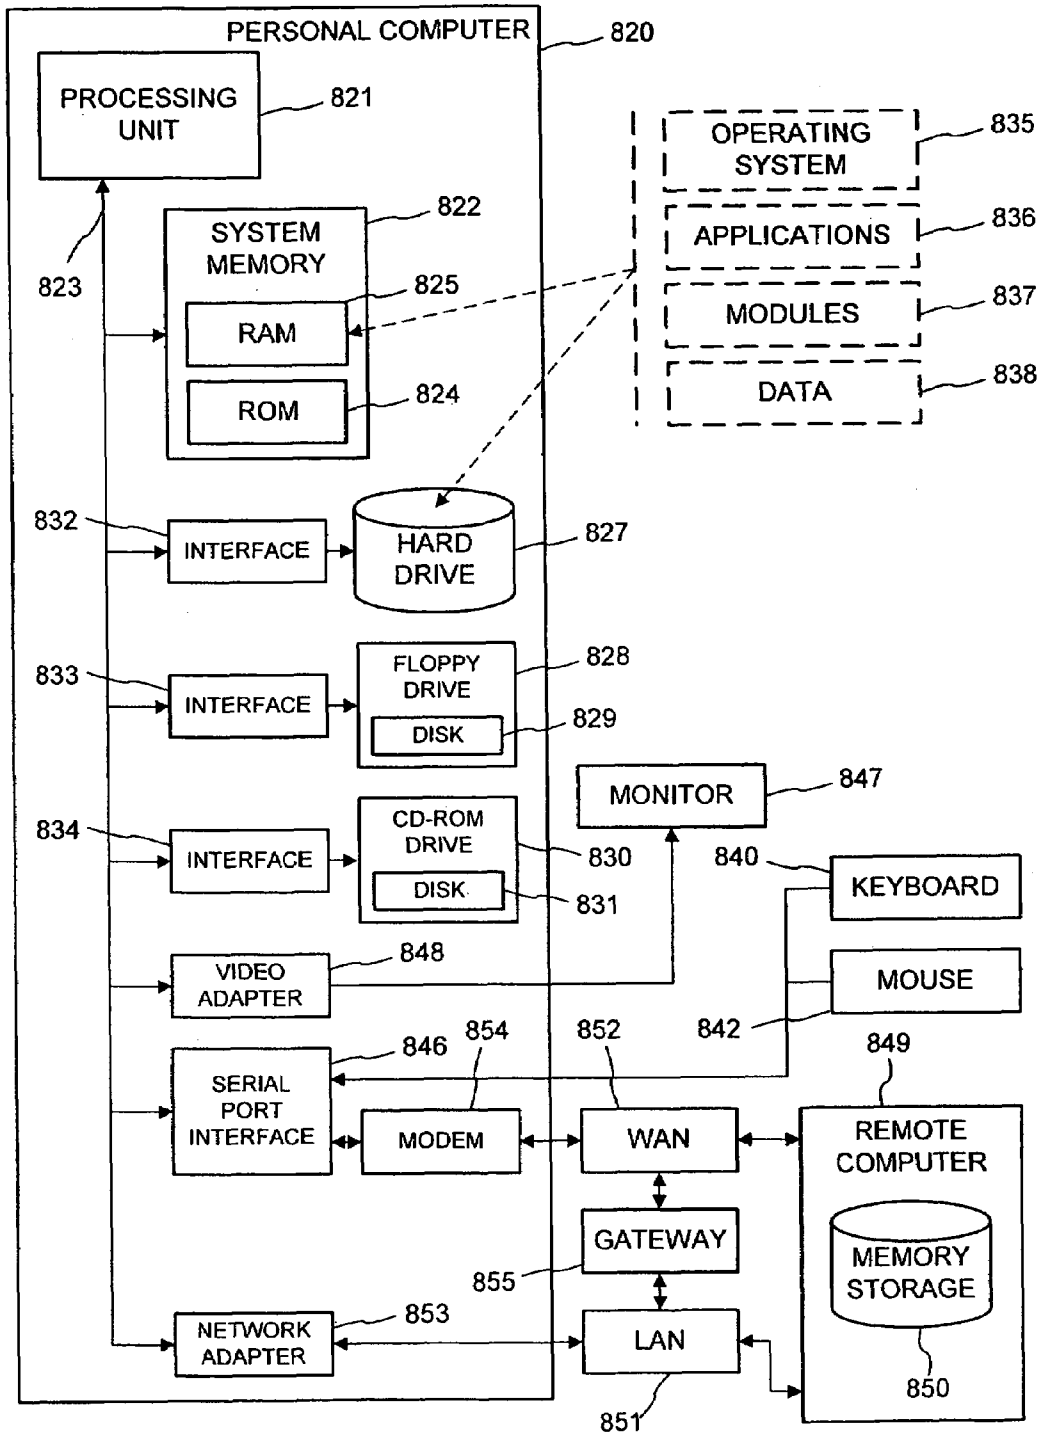 PERSONAL COMPUTER
820
PROCESSING
UNIT
821
823
SYSTEM
MEMORY
822
RAM
825
ROM
824
OPERATING
SYSTEM
835
APPLICATIONS
836
MODULES
837
DATA
838
832
INTERFACE
HARD
DRIVE
827
833
INTERFACE
FLOPPY
DRIVE
828
DISK
829
834
INTERFACE
CD-ROM
DRIVE
830
DISK
831
MONITOR
847
840
KEYBOARD
MOUSE
842
VIDEO
ADAPTER
848
SERIAL
PORT
INTERFACE
846
MODEM
854
852
WAN
GATEWAY
855
LAN
851
849
REMOTE
COMPUTER
MEMORY
STORAGE
850
NETWORK
ADAPTER
853